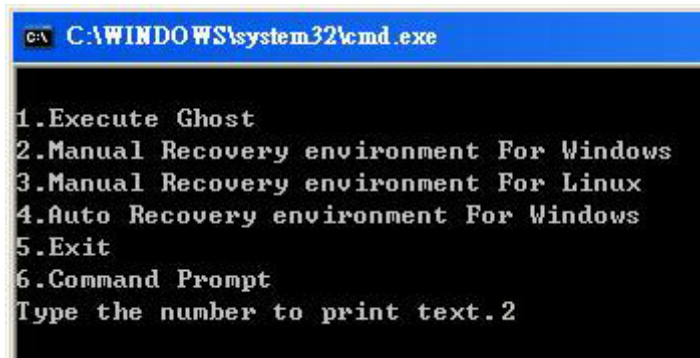 C:\WINDOWS\system32\cmd.exe
1.Execute Ghost
2.Manual Recovery environment For Windows
3.Manual Recovery environment For Linux
4.Auto Recovery environment For Windows
5.Exit
6.Command Prompt
Type the number to print text.2